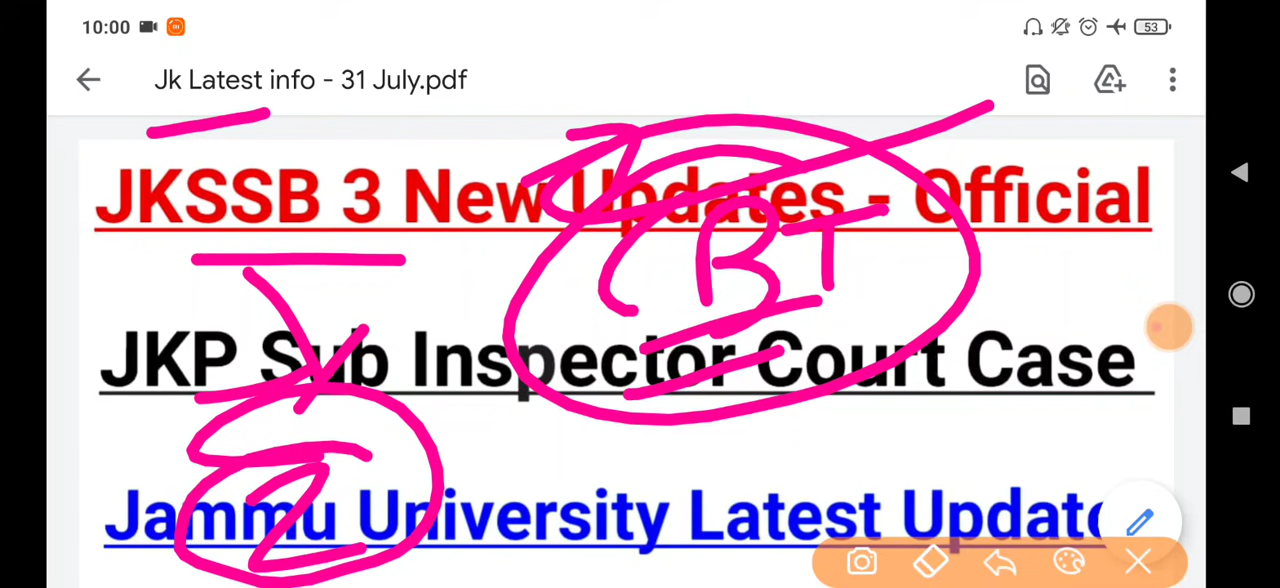 10:00 53
Jk Latest info - 31 July.pdf
JKSSB 3 New Updates - Official
CBT
JKP Sub Inspector Court Case
2
Jammu University Latest Update